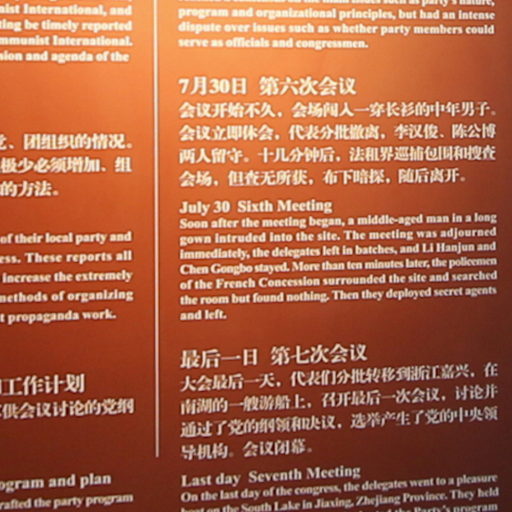 nist International, and
ting be timely reported
mmunist International.
sion and agenda of the
党、团组织的情况。
极少必须增加、组
的方法。
of their local party and
ess. These reports all
increase the extremely
methods of organizing
t propaganda work.
工作计划
供会议讨论的党纲
ogram and plan
rafted the party program
program and organizational principles, but had an intense
dispute over issues such as whether party members could
serve as officials and congressmen.
7月30日 第六次会议
会议开始不久，会场闯入一穿长衫的中年男子。
会议立即休会，代表分批撤离，李汉俊、陈公博
两人留守。十几分钟后，法租界巡捕包围和搜查
会场，但查无所获，布下暗探，随后离开。
July 30 Sixth Meeting
Soon after the meeting began, a middle-aged man in a long
gown intruded into the site. The meeting was adjourned
immediately, the delegates left in batches, and Li Hanjun and
Chen Gongbo stayed. More than ten minutes later, the policemen
of the French Concession surrounded the site and searched
the room but found nothing. Then they deployed secret agents
and left.
最后一日 第七次会议
大会最后一天，代表们分批转移到浙江嘉兴，在
南湖的一艘游船上，召开最后一次会议，讨论并
通过了党的纲领和决议，选举产生了党的中央领
导机构。会议闭幕。
Last day Seventh Meeting
On the last day of the congress, the delegates went to a pleasure
boat on the South Lake in Jiaxing, Zhejiang Province. They held
the Party's program